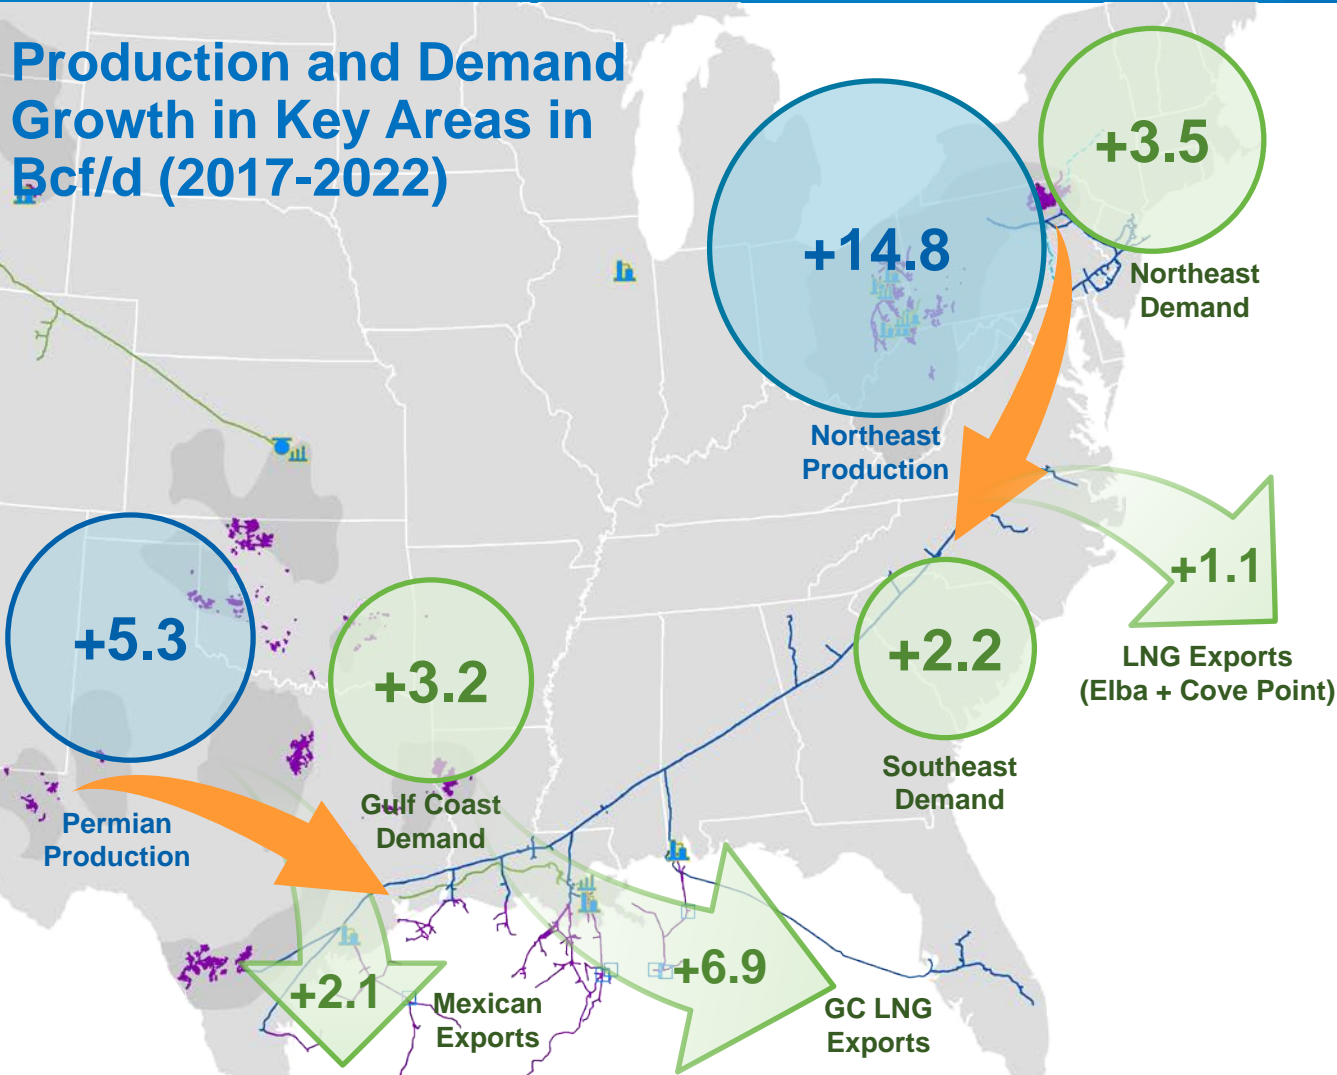 Production and Demand
Growth in Key Areas in
Bcf/d (2017-2022)
+3.5
Northeast
Demand
+14.8
Northeast
Production
+1.1
LNG Exports
(Elba + Cove Point)
+2.2
Southeast
Demand
+5.3
Permian
Production
+3.2
Gulf Coast
Demand
+2.1
Mexican
Exports
+6.9
GC LNG
Exports